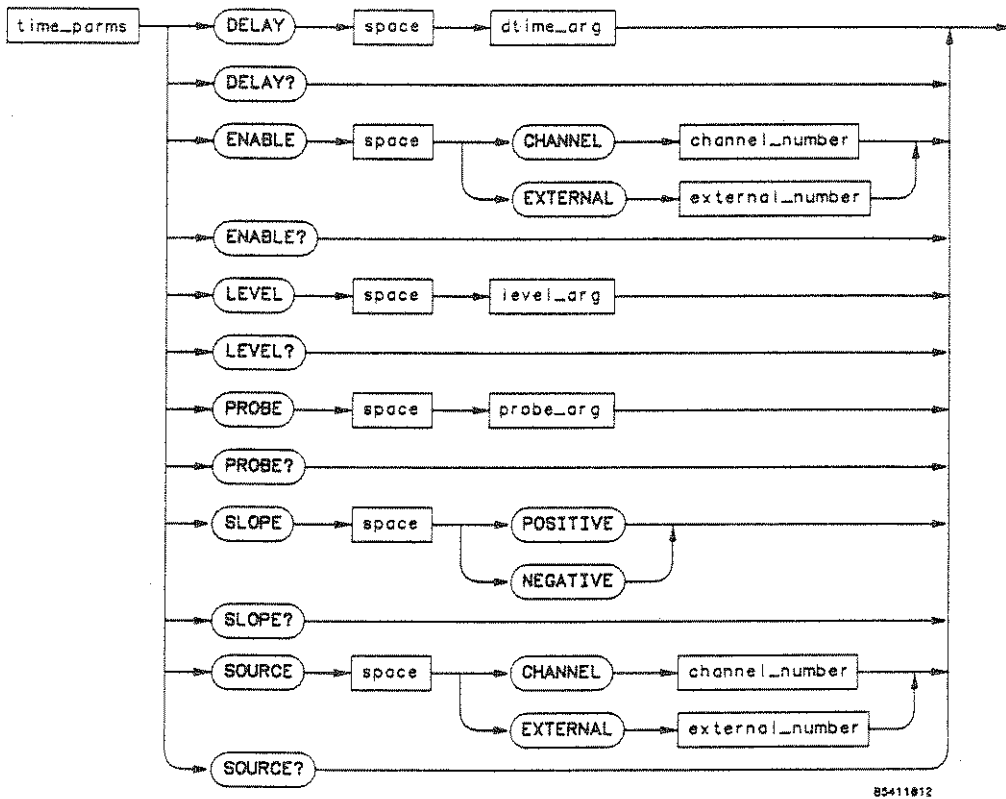 time_parms DELAY space dtime_arg
DELAY?
ENABLE space CHANNEL channel_number
EXTERNAL external_number
ENABLE?
LEVEL space level_arg
LEVEL?
PROBE space probe_arg
PROBE?
SLOPE space POSITIVE
NEGATIVE
SLOPE?
SOURCE space CHANNEL channel_number
EXTERNAL external_number
SOURCE?
85411812